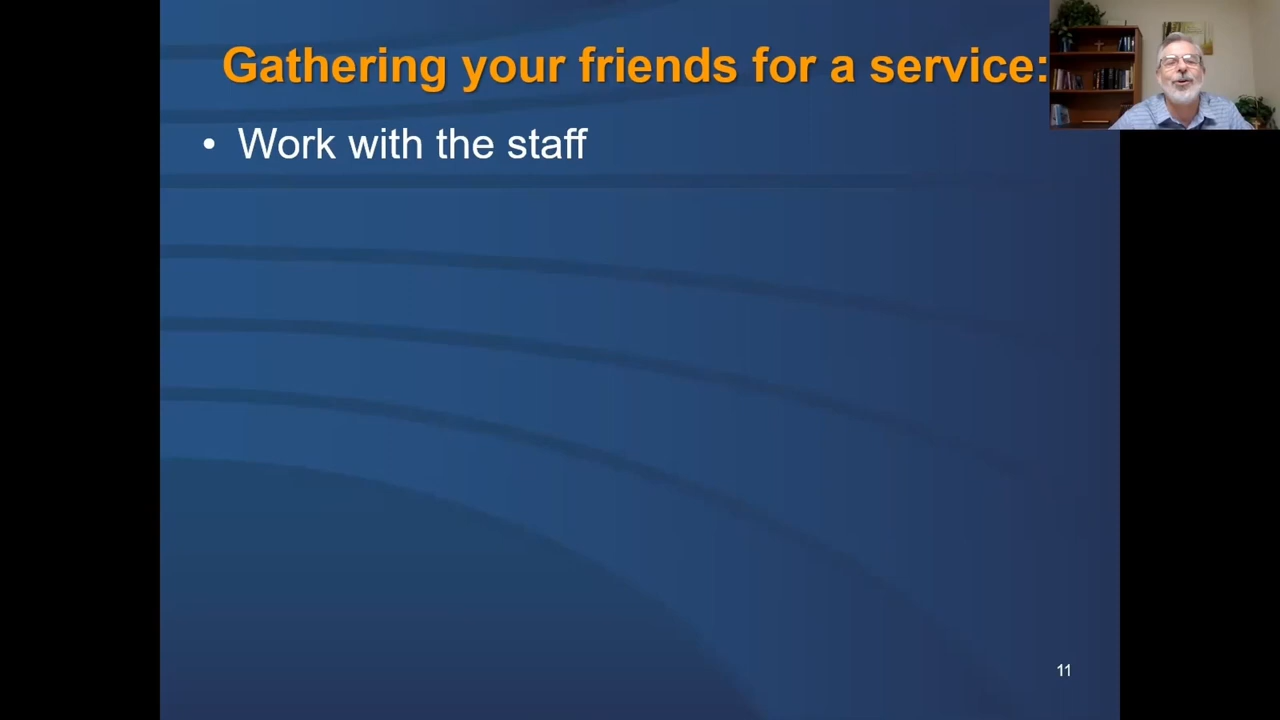 Gathering your friends for a service:
• Work with the staff
11